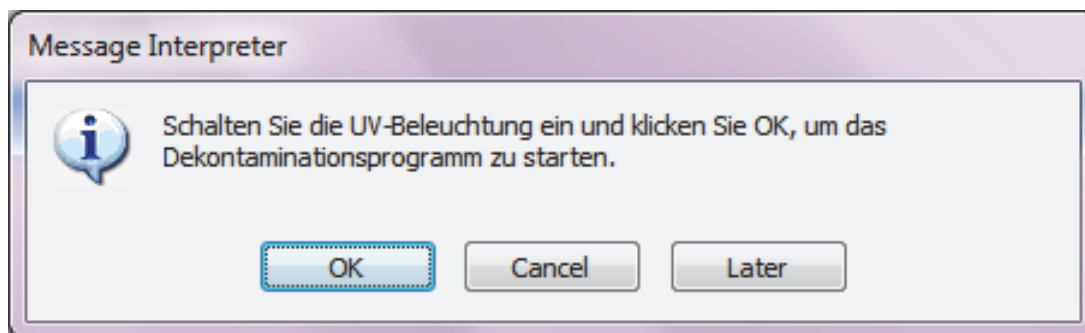 Message Interpreter
Schalten Sie die UV-Beleuchtung ein und klicken Sie OK, um das
Dekontaminationsprogramm zu starten.
OK
Cancel
Later